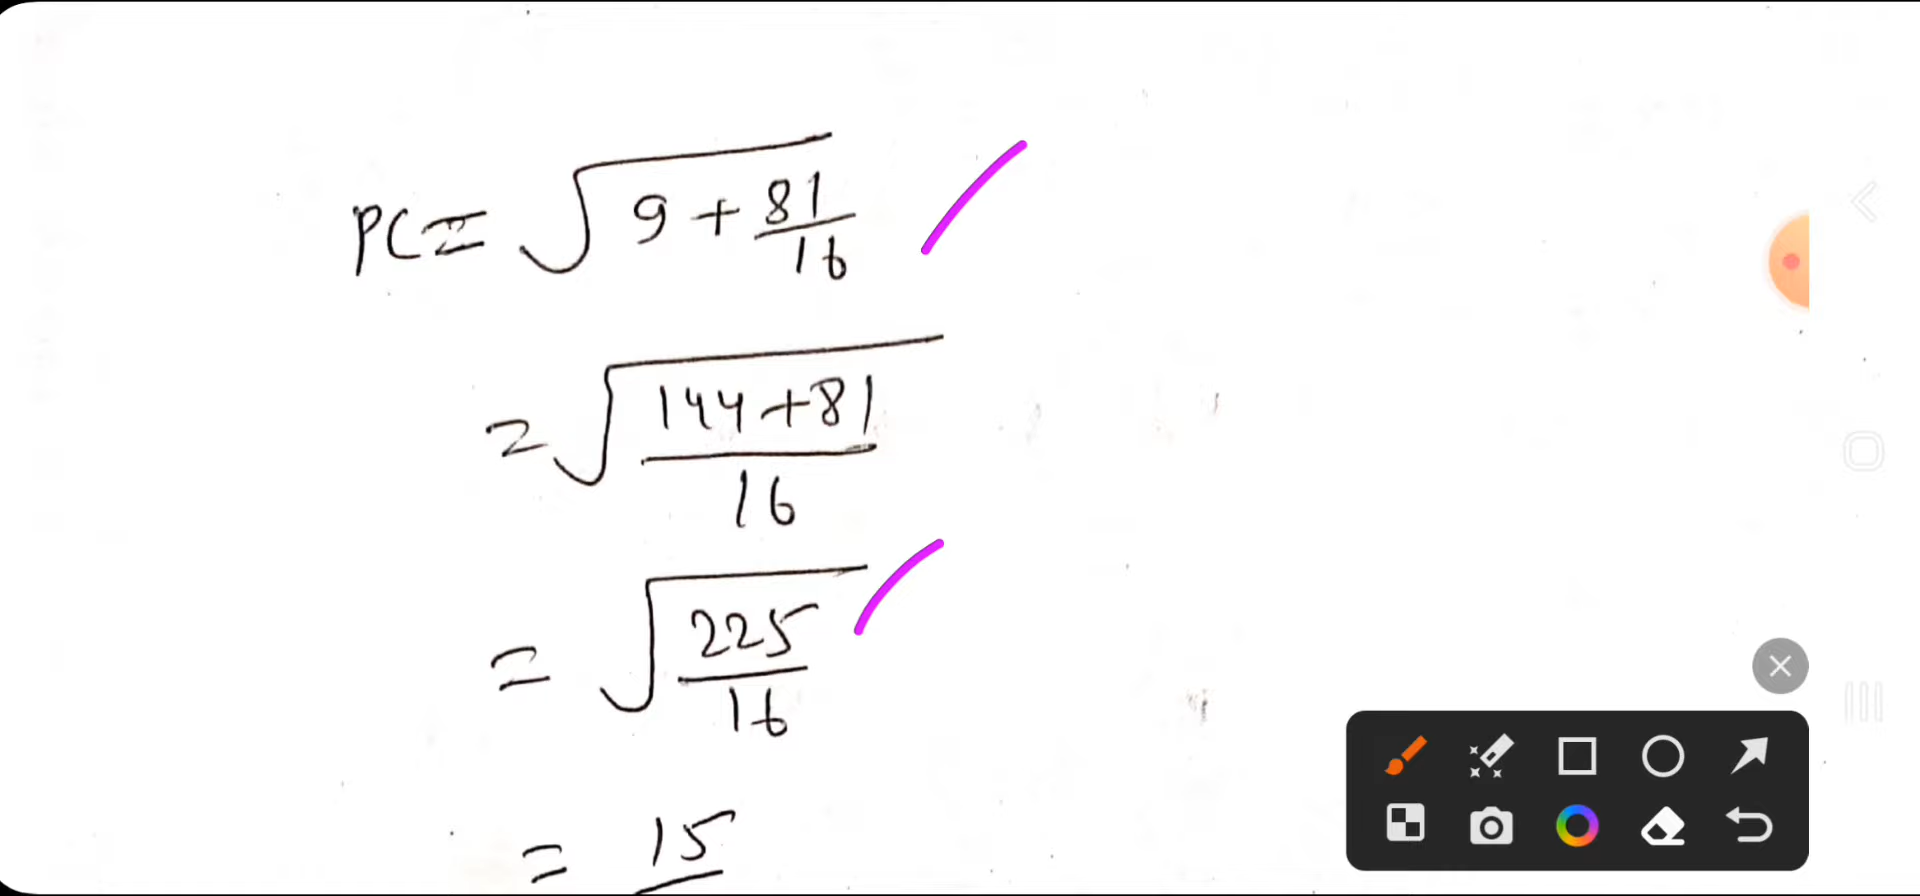 PC = √(9 + 81/16)
= √((144+81)/16)
= √(225/16)
= 15